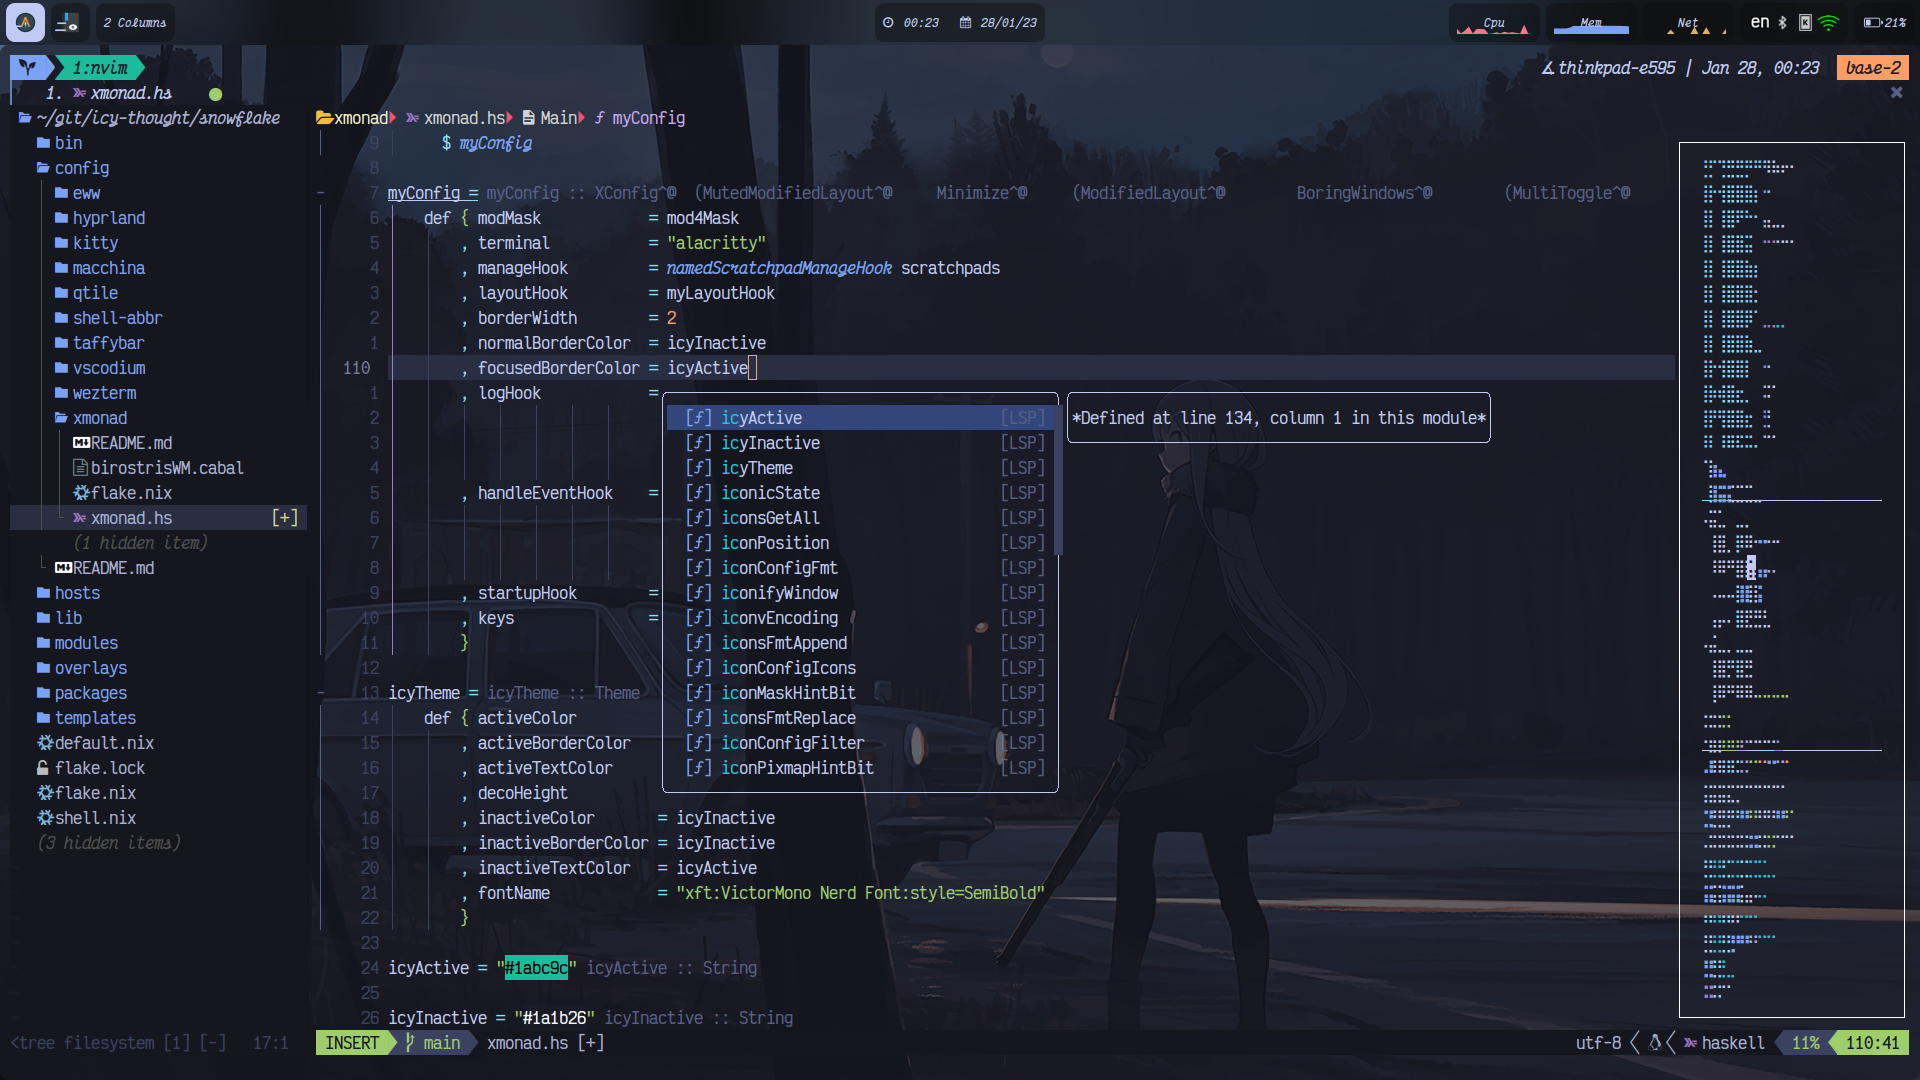 2 Columns
00:23 28/01/23
Cpu
Mem
Net
en
21%
1:nvim
thinkpad-e595 | Jan 28, 00:23
base-2
1. xmonad.hs
~/git/icy-thought/snowflake
bin
config
eww
hyprland
kitty
macchina
qtile
shell-abbr
taffybar
vscodium
wezterm
xmonad
README.md
birostrisWM.cabal
flake.nix
xmonad.hs [+]
(1 hidden item)
README.md
hosts
lib
modules
overlays
packages
templates
default.nix
flake.lock
flake.nix
shell.nix
(3 hidden items)
xmonad xmonad.hs Main f myConfig
9 $ myConfig
8
7 myConfig = myConfig :: XConfig^@ (MutedModifiedLayout^@ Minimize^@ (ModifiedLayout^@ BoringWindows^@ (MultiToggle^@
6 def { modMask = mod4Mask
5 , terminal = "alacritty"
4 , manageHook = namedScratchpadManageHook scratchpads
3 , layoutHook = myLayoutHook
2 , borderWidth = 2
1 , normalBorderColor = icyInactive
110 , focusedBorderColor = icyActive
1 , logHook =
2
3
4
5 , handleEventHook =
6
7
8
9 , startupHook =
10 , keys =
11 }
12
13 icyTheme = icyTheme :: Theme
14 def { activeColor
15 , activeBorderColor
16 , activeTextColor
17 , decoHeight
18 , inactiveColor = icyInactive
19 , inactiveBorderColor = icyInactive
20 , inactiveTextColor = icyActive
21 , fontName = "xft:VictorMono Nerd Font:style=SemiBold"
22 }
23
24 icyActive = "#1abc9c" icyActive :: String
25
26 icyInactive = "#1a1b26" icyInactive :: String
[f] icyActive [LSP]
[f] icyInactive [LSP]
[f] icyTheme [LSP]
[f] iconicState [LSP]
[f] iconsGetAll [LSP]
[f] iconPosition [LSP]
[f] iconConfigFmt [LSP]
[f] iconifyWindow [LSP]
[f] iconvEncoding [LSP]
[f] iconsFmtAppend [LSP]
[f] iconConfigIcons [LSP]
[f] iconMaskHintBit [LSP]
[f] iconsFmtReplace [LSP]
[f] iconConfigFilter [LSP]
[f] iconPixmapHintBit [LSP]
*Defined at line 134, column 1 in this module*
<tree filesystem [1] [-] 17:1
INSERT main xmonad.hs [+]
utf-8 haskell 11% 110:41